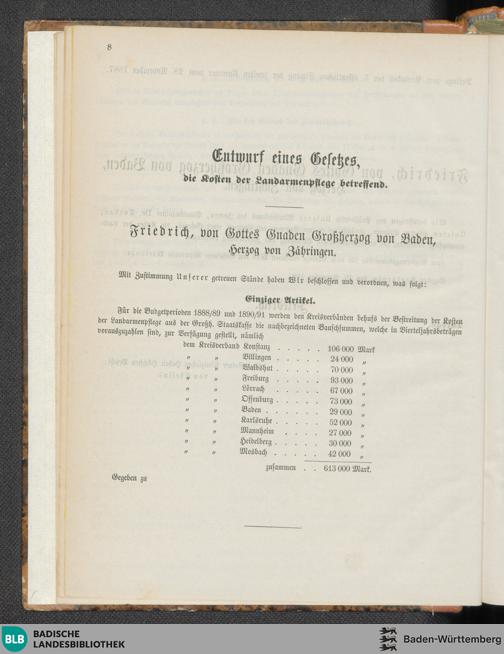 8
Entwurf eines Gesetzes,
die Kosten der Landarmenpflege betreffend.
Friedrich, von Gottes Gnaden Großherzog von Baden,
Herzog von Zähringen.
Mit Zustimmung Unserer getreuen Stände haben Wir beschlossen und verordnen, was folgt:
Einziger Artikel.
Für die Budgetperioden 1888/89 und 1890/91 werden den Kreisverbänden behufs der Bestreitung der Kosten
der Landarmenpflege aus der Großh. Staatskasse die nachbezeichneten Bauschsummen, welche in Vierteljahrsbeträgen
vorauszuzahlen sind, zur Verfügung gestellt, nämlich
dem Kreisverband Konstanz . . . . . 106 000 Mark
„ „ Villingen . . . . . 24 000 „
„ „ Waldshut . . . . . 70 000 „
„ „ Freiburg . . . . . 93 000 „
„ „ Lörrach . . . . . 67 000 „
„ „ Offenburg . . . . . 73 000 „
„ „ Baden . . . . . . 29 000 „
„ „ Karlsruhe . . . . . 52 000 „
„ „ Mannheim . . . . 27 000 „
„ „ Heidelberg . . . . . 30 000 „
„ „ Mosbach . . . . . 42 000 „
zusammen . . 613 000 Mark.
Gegeben zu
BLB BADISCHE
LANDESBIBLIOTHEK
Baden-Württemberg